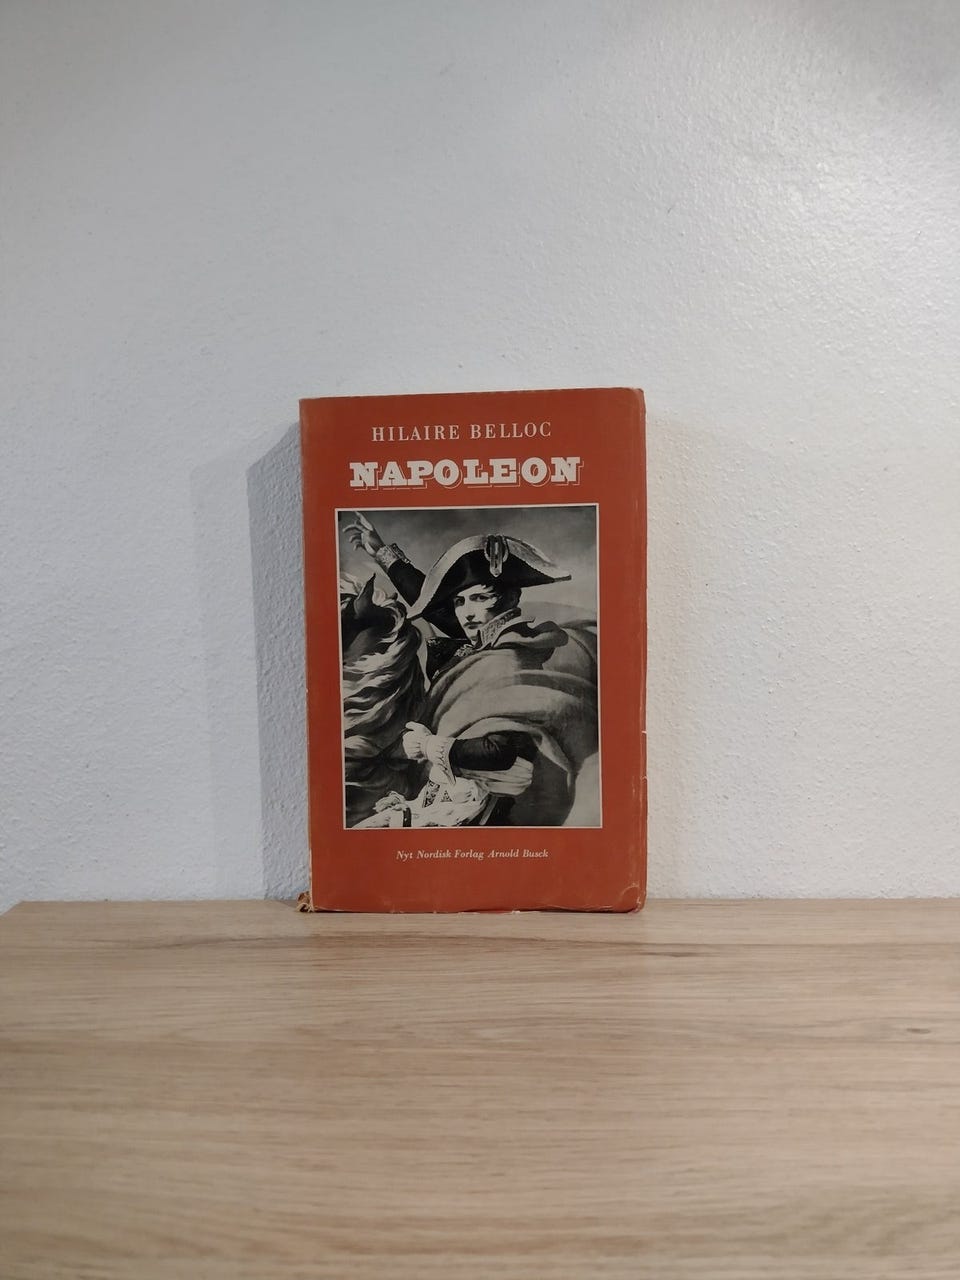 HILAIRE BELLOC
NAPOLEON
Nyt Nordisk Forlag Arnold Busck